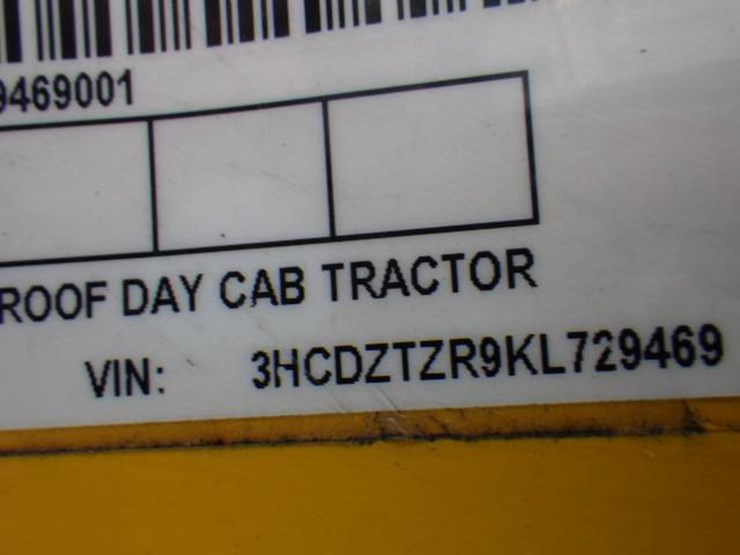 9469001
ROOF DAY CAB TRACTOR
VIN: 3HCDZTZR9KL729469